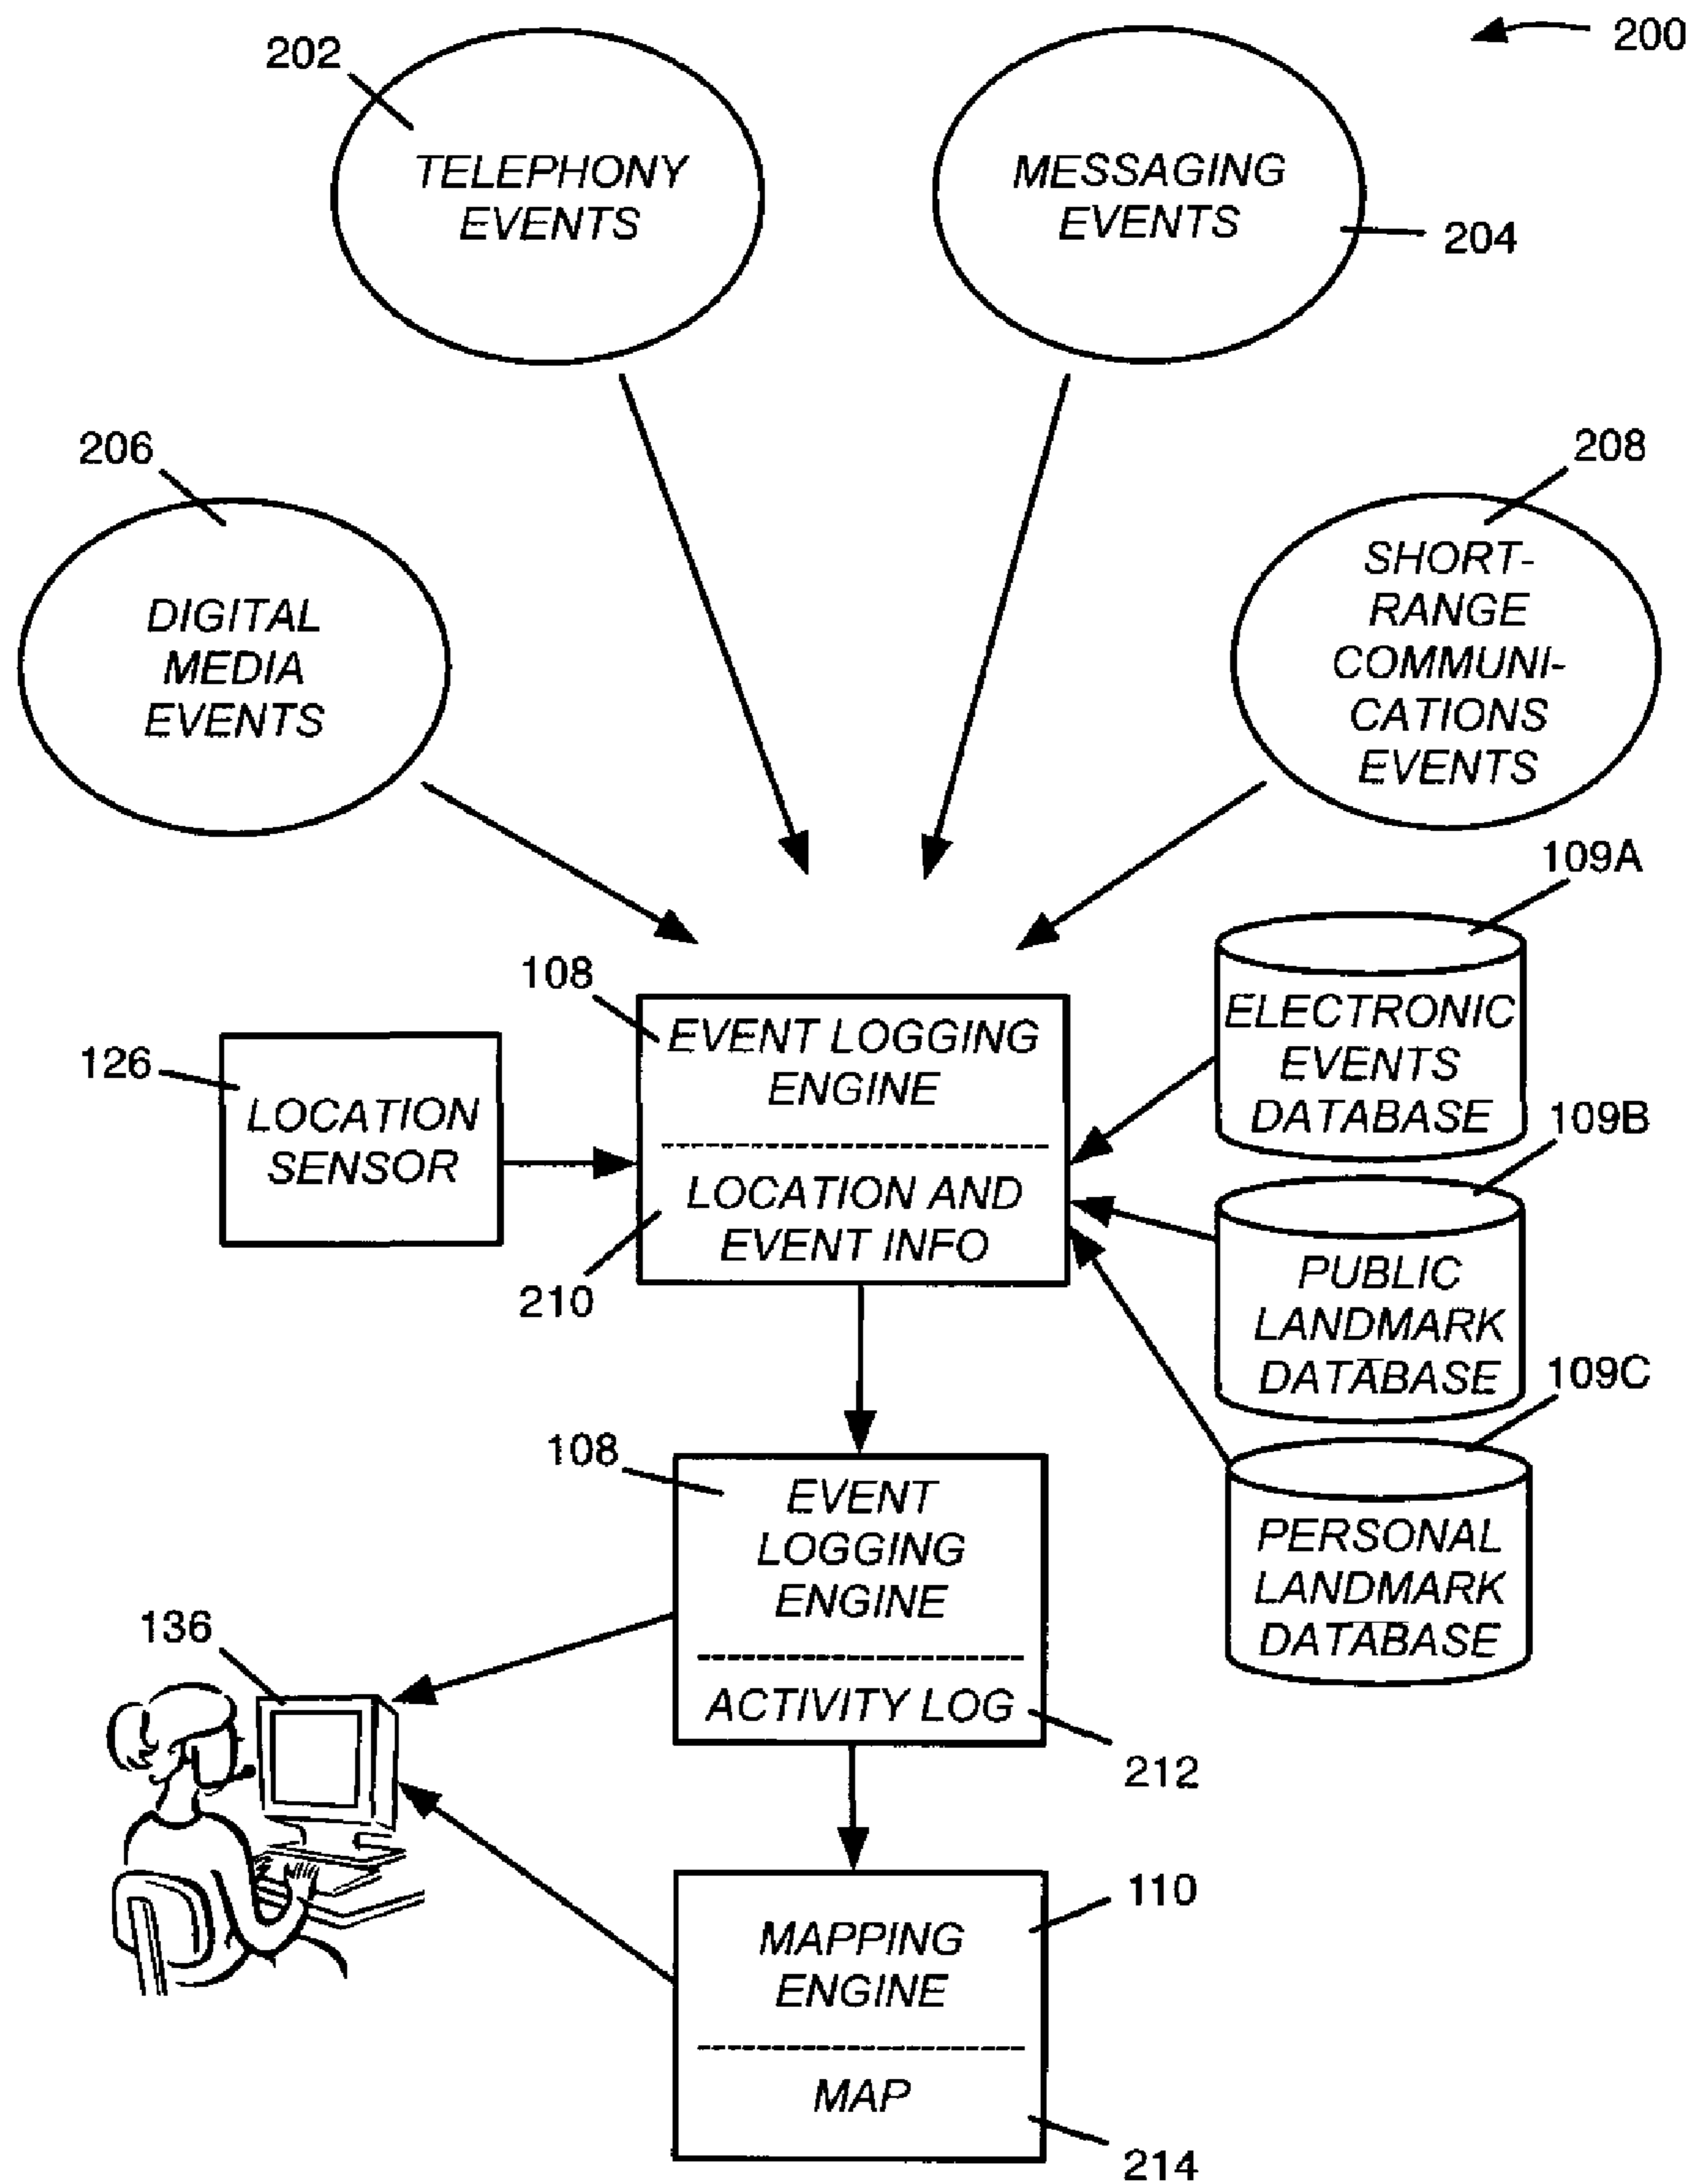 200
202
TELEPHONY
EVENTS
MESSAGING
EVENTS
204
206
DIGITAL
MEDIA
EVENTS
208
SHORT-
RANGE
COMMUNI-
CATIONS
EVENTS
109A
ELECTRONIC
EVENTS
DATABASE
108
EVENT LOGGING
ENGINE
126
LOCATION
SENSOR
LOCATION AND
EVENT INFO
210
109B
PUBLIC
LANDMARK
DATABASE
109C
PERSONAL
LANDMARK
DATABASE
108
EVENT
LOGGING
ENGINE
ACTIVITY LOG
212
136
110
MAPPING
ENGINE
MAP
214